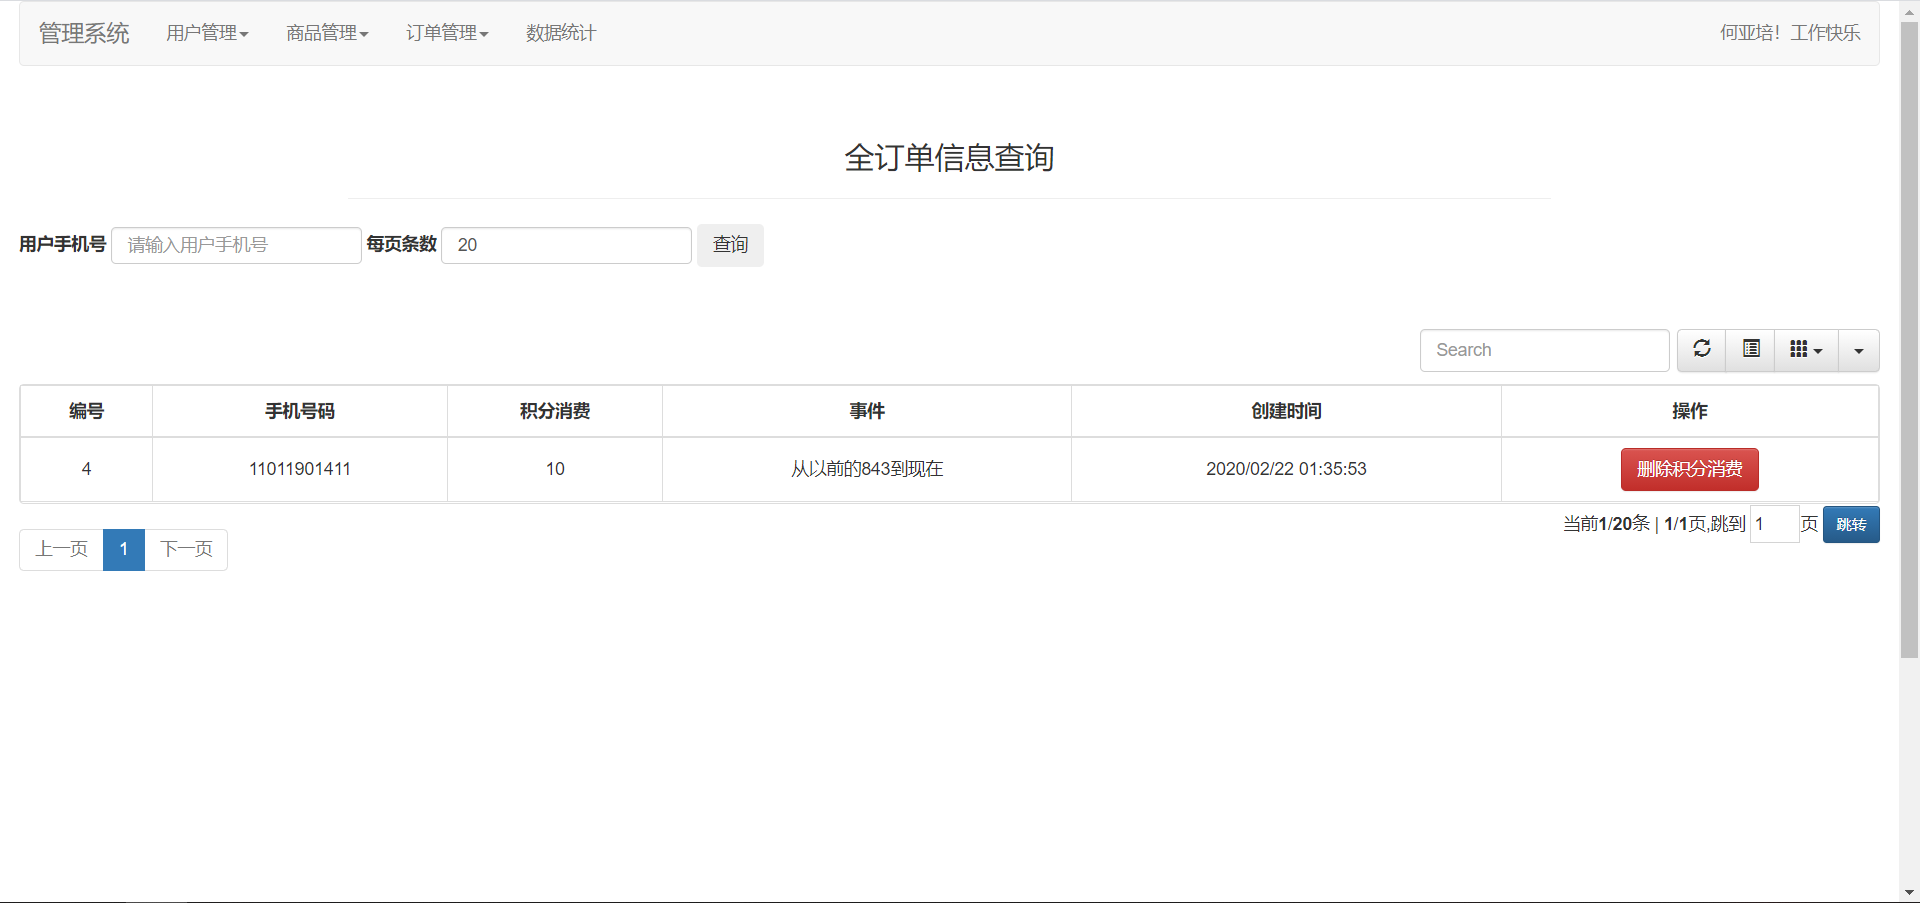 管理系统 用户管理 商品管理 订单管理 数据统计 何亚培！工作快乐
全订单信息查询
用户手机号 请输入用户手机号 每页条数 20 查询
Search
编号 手机号码 积分消费 事件 创建时间 操作
4 11011901411 10 从以前的843到现在 2020/02/22 01:35:53 删除积分消费
当前1/20条 | 1/1页,跳到 1 页 跳转
上一页 1 下一页